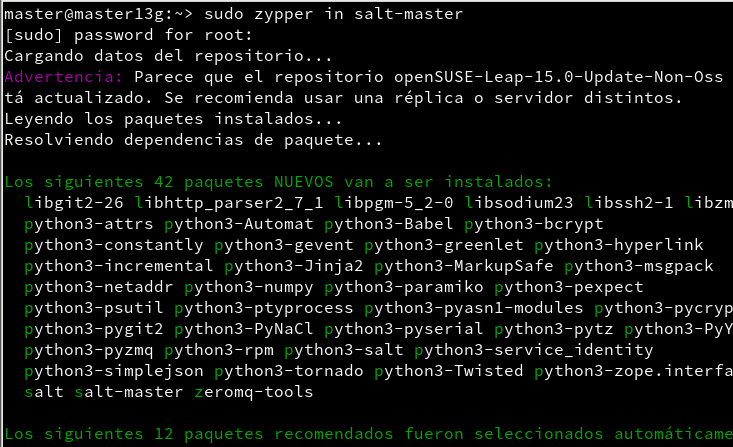 master@master13g:~> sudo zypper in salt-master
[sudo] password for root:
Cargando datos del repositorio...
Advertencia: Parece que el repositorio openSUSE-Leap-15.0-Update-Non-Oss
tá actualizado. Se recomienda usar una réplica o servidor distintos.
Leyendo los paquetes instalados...
Resolviendo dependencias de paquete...
Los siguientes 42 paquetes NUEVOS van a ser instalados:
libgit2-26 libhttp_parser2_7_1 libpgm-5_2-0 libsodium23 libssh2-1 libzm
python3-attrs python3-Automat python3-Babel python3-bcrypt
python3-constantly python3-gevent python3-greenlet python3-hyperlink
python3-incremental python3-Jinja2 python3-MarkupSafe python3-msgpack
python3-netaddr python3-numpy python3-paramiko python3-pexpect
python3-psutil python3-ptyprocess python3-pyasn1-modules python3-pycryp
python3-pygit2 python3-PyNaCl python3-pyserial python3-pytz python3-PyY
python3-pyzmq python3-rpm python3-salt python3-service_identity
python3-simplejson python3-tornado python3-Twisted python3-zope.interfa
salt salt-master zeromq-tools
Los siguientes 12 paquetes recomendados fueron seleccionados automáticame